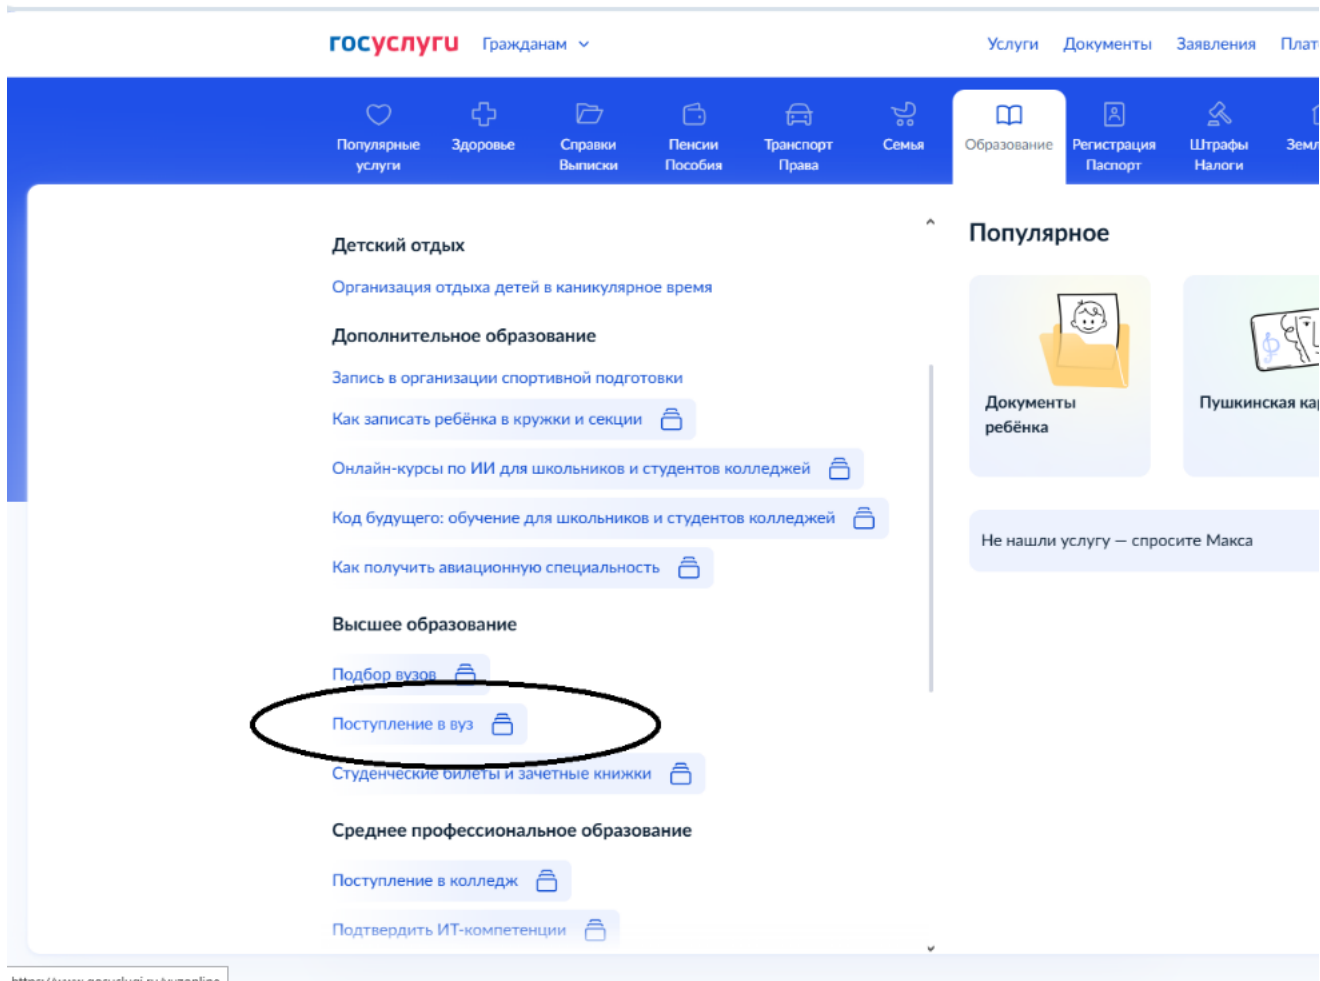 госуслуги Гражданам Услуги Документы Заявления
Популярные услуги
Здоровье
Справки Выписки
Пенсии Пособия
Транспорт Права
Семья
Образование
Регистрация Паспорт
Штрафы Налоги
Детский отдых
Организация отдыха детей в каникулярное время
Дополнительное образование
Запись в организации спортивной подготовки
Как записать ребёнка в кружки и секции
Онлайн-курсы по ИИ для школьников и студентов колледжей
Код будущего: обучение для школьников и студентов колледжей
Как получить авиационную специальность
Высшее образование
Подбор вузов
Поступление в вуз
Студенческие билеты и зачетные книжки
Среднее профессиональное образование
Поступление в колледж
Подтвердить ИТ-компетенции
Популярное
Документы
ребёнка
Пушкинская
Не нашли услугу — спросите Макса